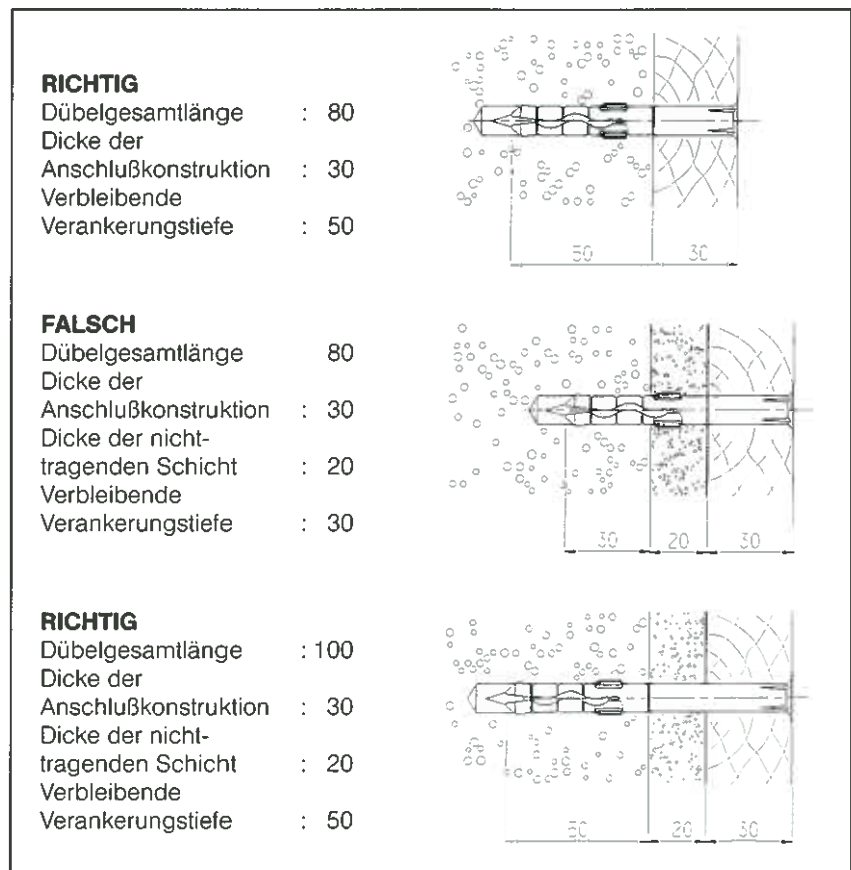 RICHTIG
Dübelgesamtlänge : 80
Dicke der
Anschlußkonstruktion : 30
Verbleibende
Verankerungstiefe : 50
50 30
FALSCH
Dübelgesamtlänge 80
Dicke der
Anschlußkonstruktion : 30
Dicke der nicht-
tragenden Schicht : 20
Verbleibende
Verankerungstiefe : 30
30 20 30
RICHTIG
Dübelgesamtlänge : 100
Dicke der
Anschlußkonstruktion : 30
Dicke der nicht-
tragenden Schicht : 20
Verbleibende
Verankerungstiefe : 50
50 20 30